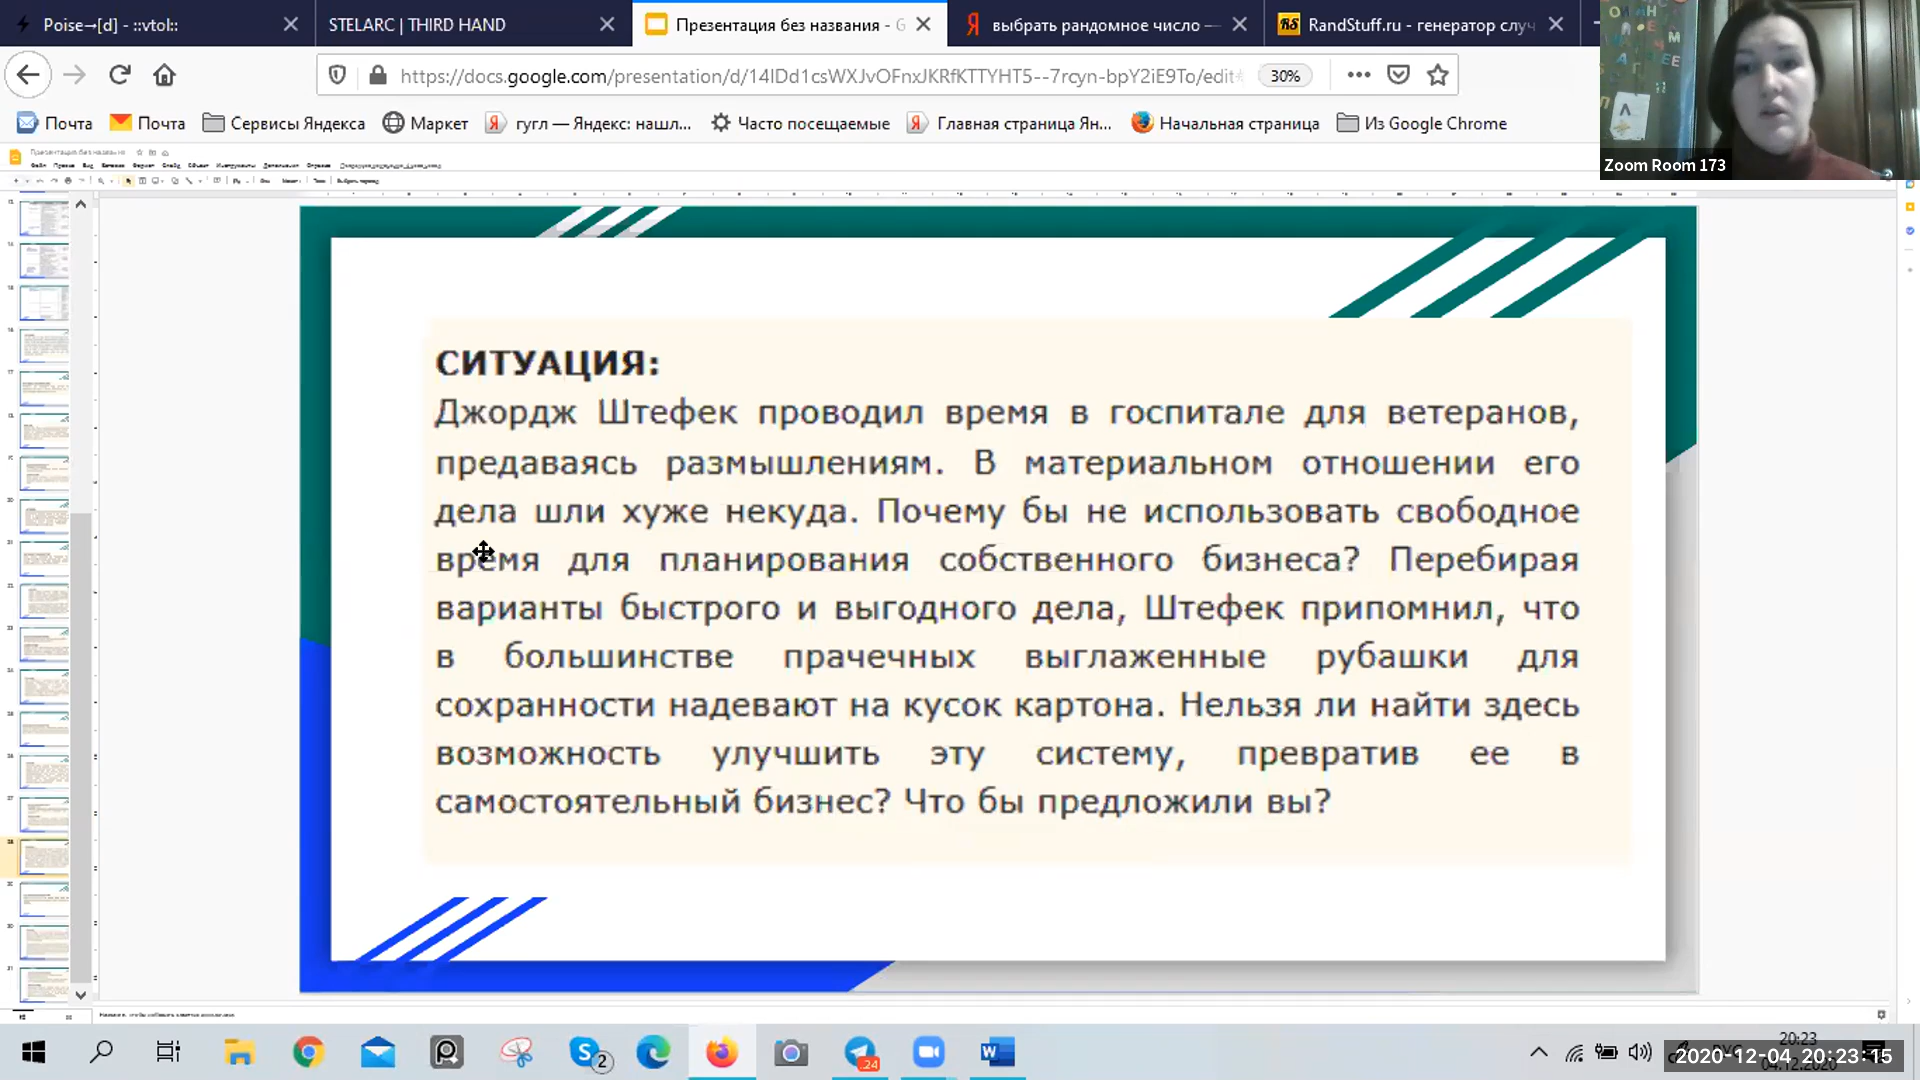 Poise→[d] - ::vtol::
STELARC | THIRD HAND
Презентация без названия - G
выбрать рандомное число —
RandStuff.ru - генератор случ
https://docs.google.com/presentation/d/14IDd1csWXJvOFnxJKRfKTTYHT5--7rcyn-bpY2iE9To/edit
30%
Почта
Почта
Сервисы Яндекса
Маркет
гугл — Яндекс: нашл...
Часто посещаемые
Главная страница Ян...
Начальная страница
Из Google Chrome
Zoom Room 173
СИТУАЦИЯ:
Джордж Штефек проводил время в госпитале для ветеранов,
предаваясь размышлениям. В материальном отношении его
дела шли хуже некуда. Почему бы не использовать свободное
время для планирования собственного бизнеса? Перебирая
варианты быстрого и выгодного дела, Штефек припомнил, что
в большинстве прачечных выглаженные рубашки для
сохранности надевают на кусок картона. Нельзя ли найти здесь
возможность улучшить эту систему, превратив ее в
самостоятельный бизнес? Что бы предложили вы?
20:23
2020-12-04 20:23:15